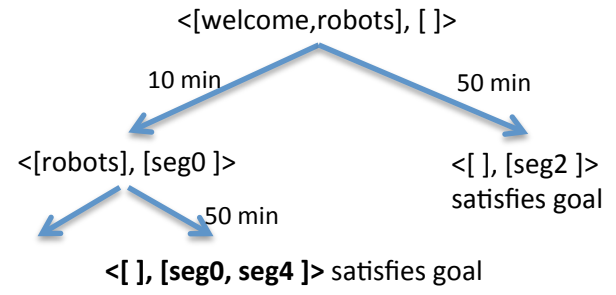 <[welcome,robots], [ ]>
10 min
50 min
<[robots], [seg0 ]>
<[ ], [seg2 ]>
satisfies goal
50 min
<[ ], [seg0, seg4 ]> satisfies goal